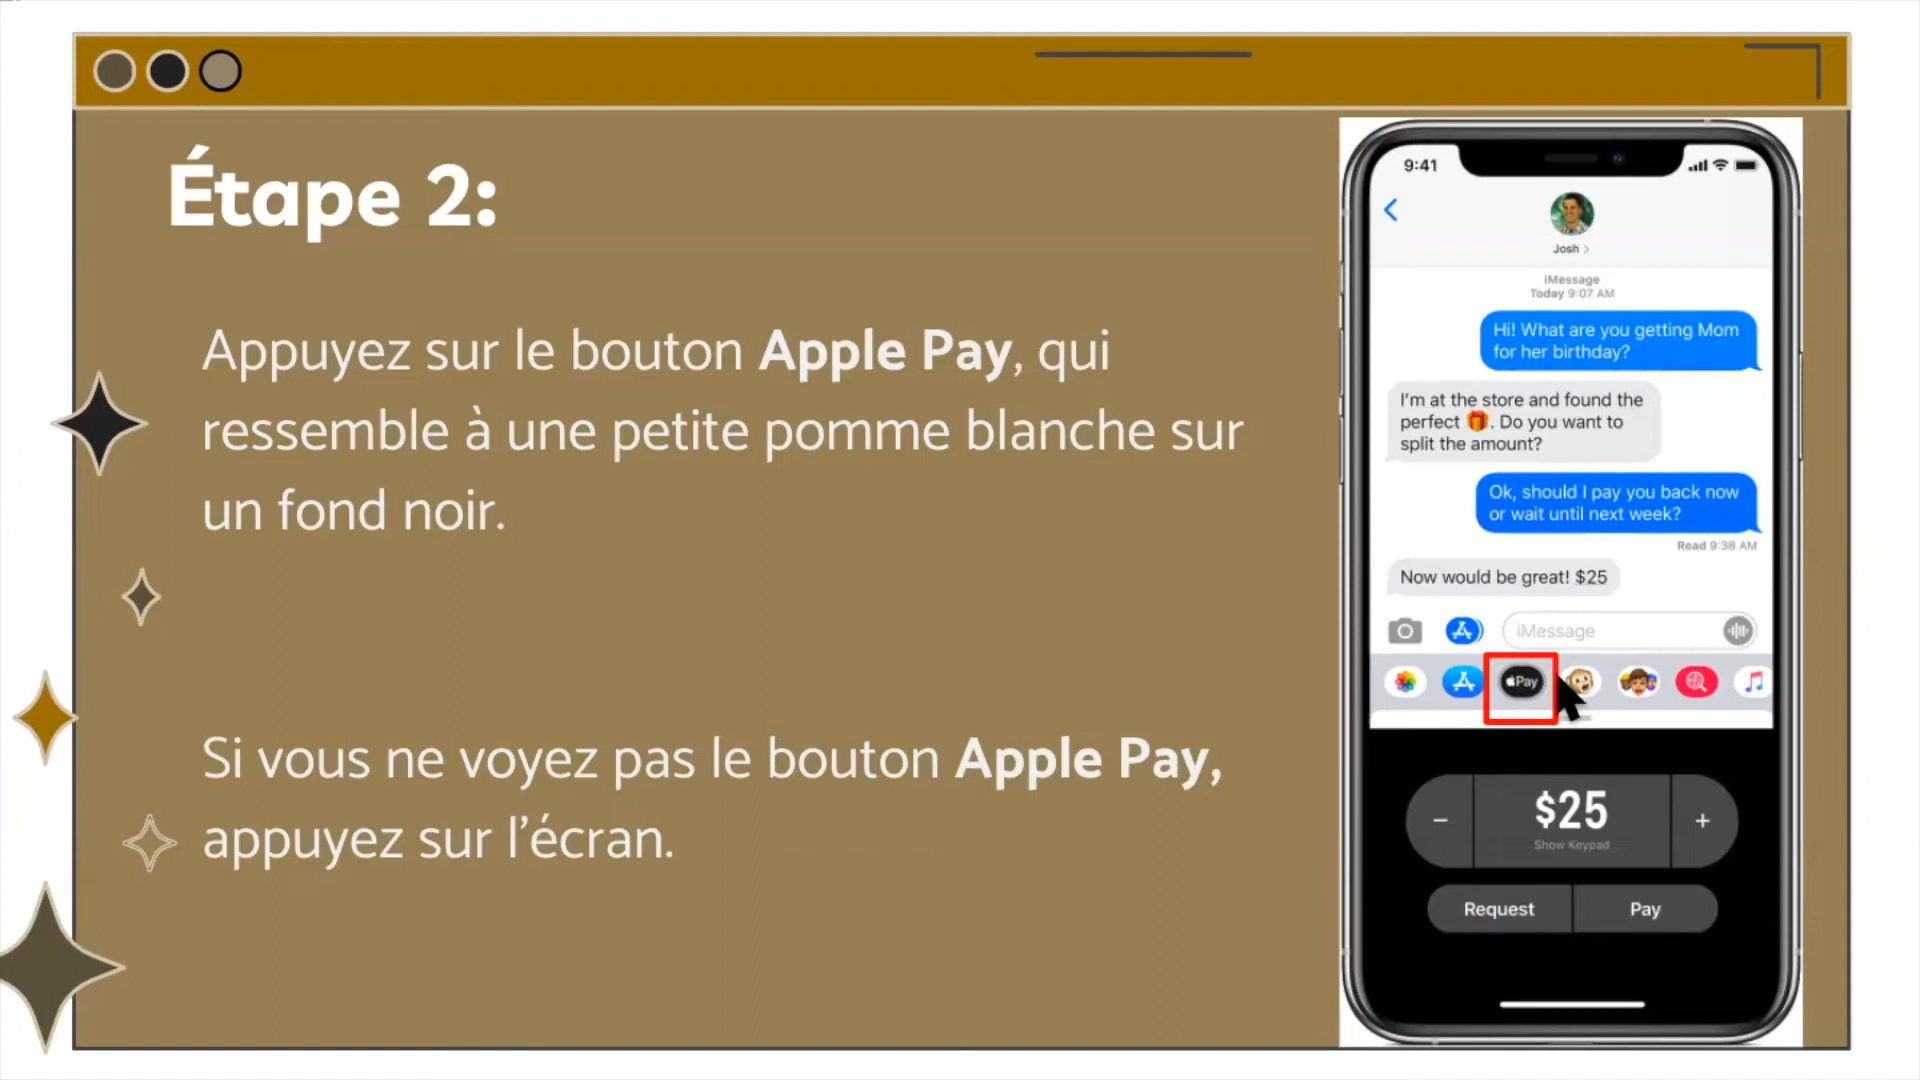 Étape 2:
Appuyez sur le bouton Apple Pay, qui
ressemble à une petite pomme blanche sur
un fond noir.
Si vous ne voyez pas le bouton Apple Pay,
appuyez sur l'écran.
9:41
Josh >
iMessage
Today 9:07 AM
Hi! What are you getting Mom
for her birthday?
I'm at the store and found the
perfect 🎁. Do you want to
split the amount?
Ok, should I pay you back now
or wait until next week?
Read 9:38 AM
Now would be great! $25
iMessage
Pay
− $25 +
Show Keypad
Request Pay